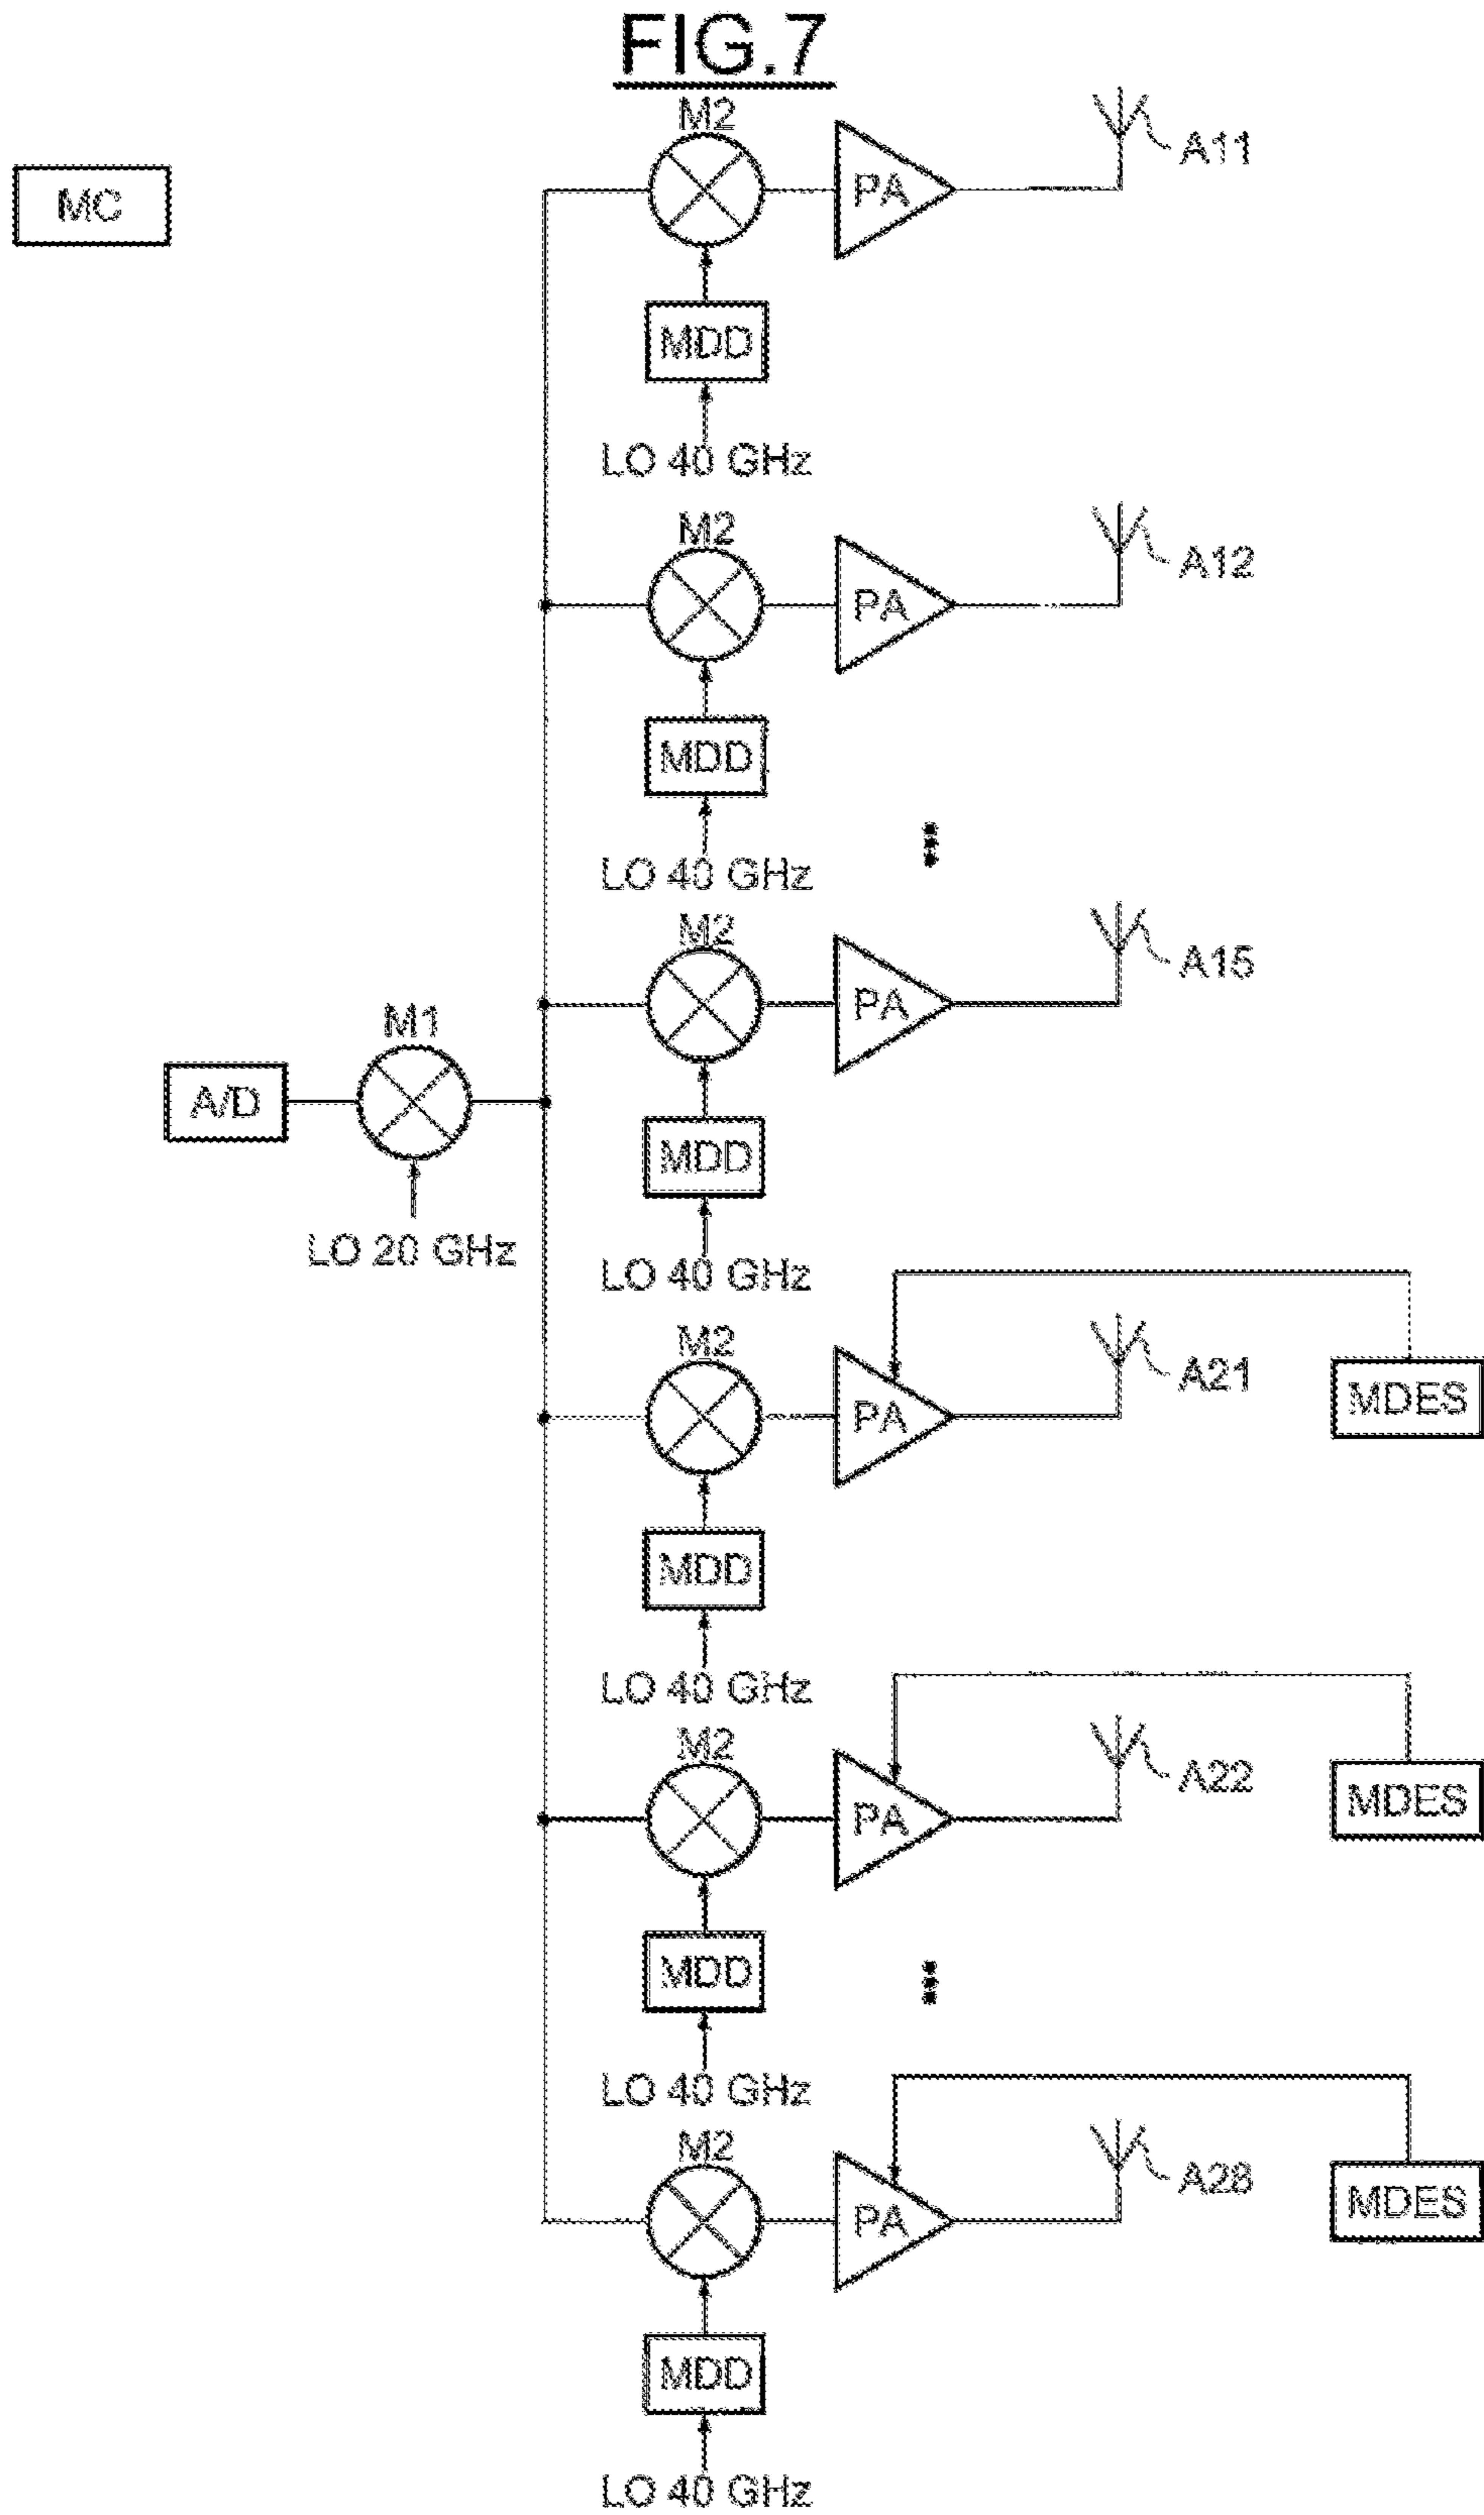 FIG.7
M2
A11
MC
PA
MDD
LO 40 GHz
M2
A12
PA
MDD
LO 40 GHz
M2
A15
PA
M1
A/D
MDD
LO 20 GHz
LO 40 GHz
M2
A21
MDES
PA
MDD
LO 40 GHz
M2
A22
MDES
PA
MDD
LO 40 GHz
M2
A28
MDES
PA
MDD
LO 40 GHz